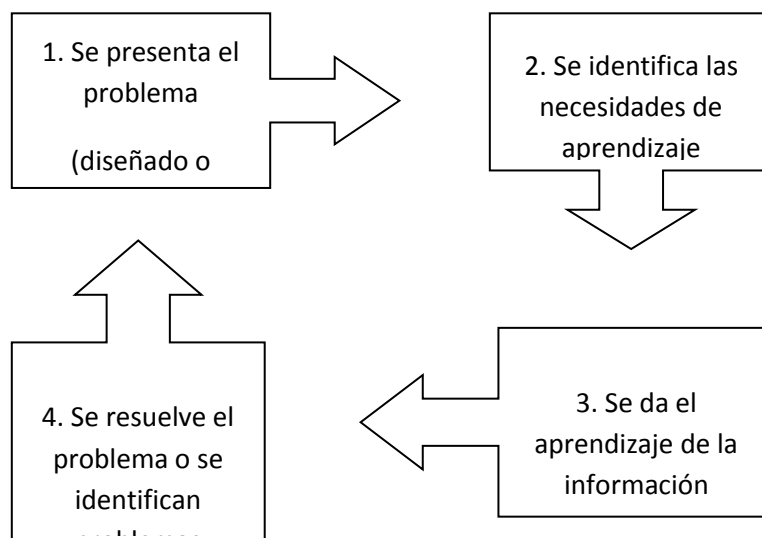 1. Se presenta el
problema
(diseñado o
2. Se identifica las
necesidades de
aprendizaje
3. Se da el
aprendizaje de la
información
4. Se resuelve el
problema o se
identifican